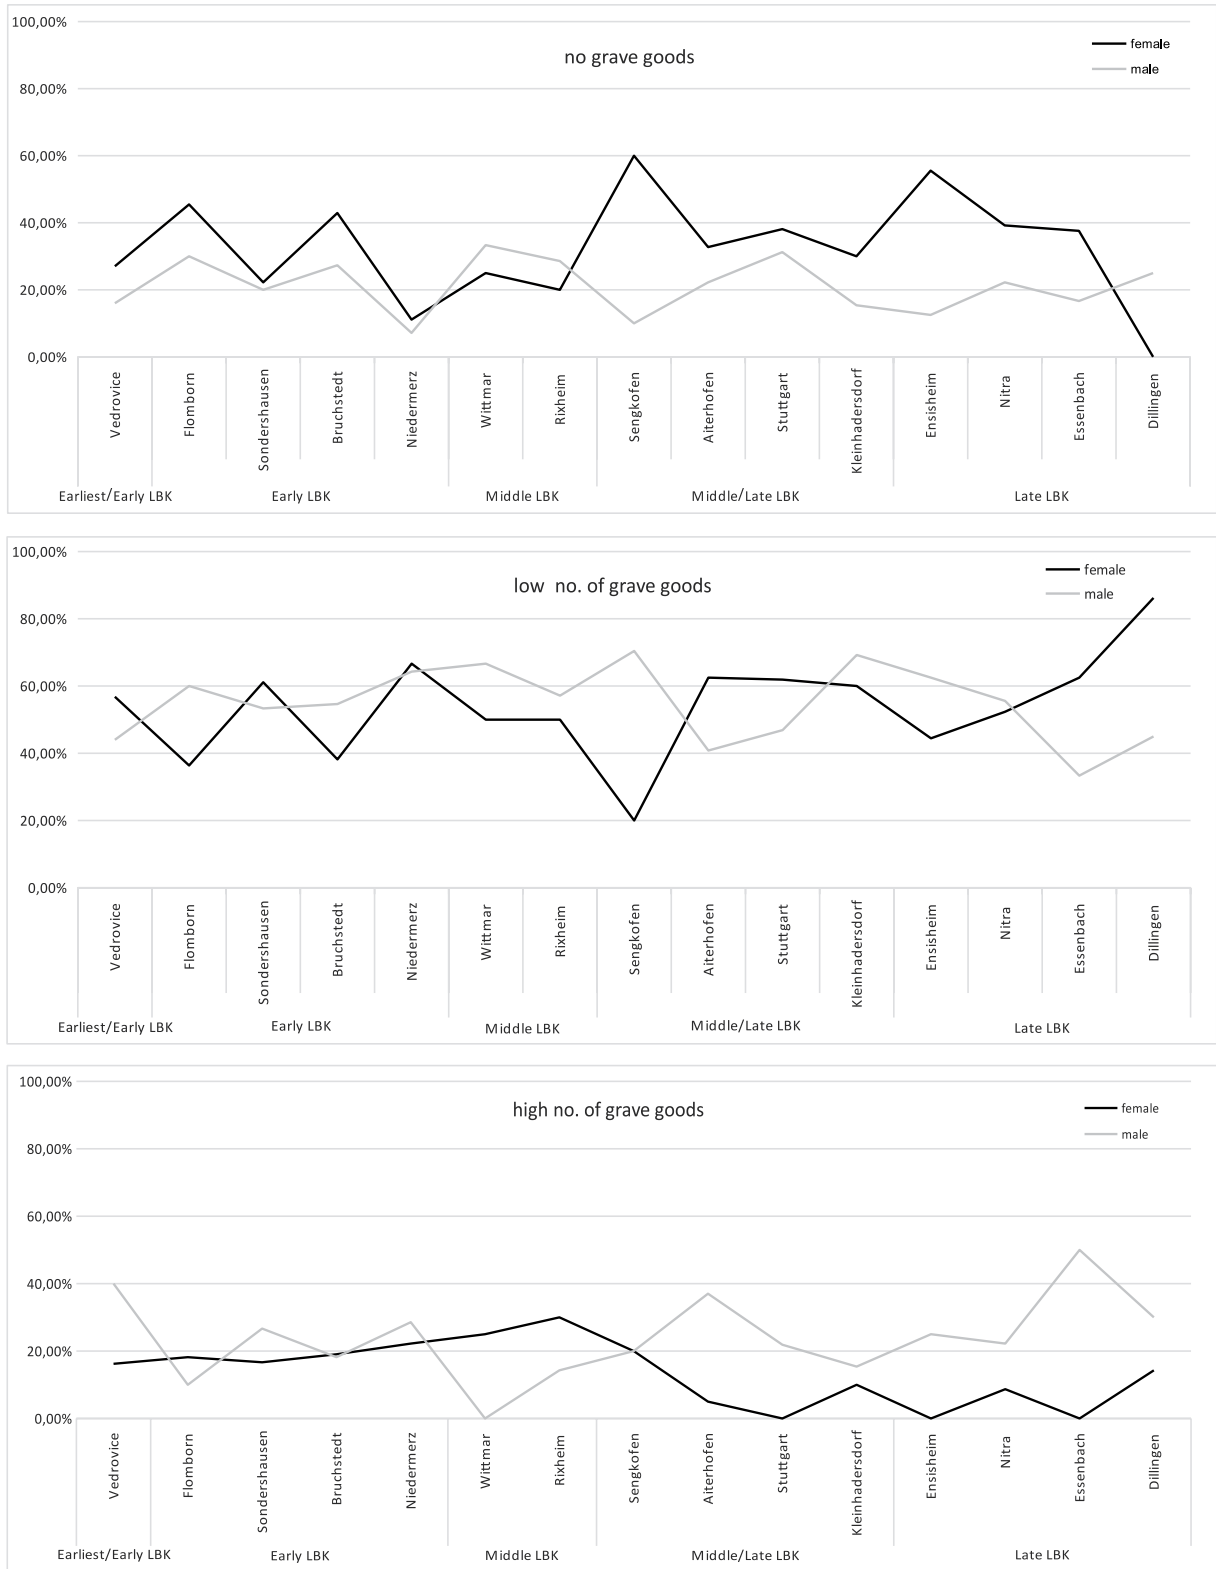 100,00%
no grave goods
female
male
80,00%
60,00%
40,00%
20,00%
0,00%
Vedrovice
Flomborn
Sondershausen
Bruchstedt
Niedermerz
Wittmar
Rixheim
Sengkofen
Aiterhofen
Stuttgart
Kleinhadersdorf
Ensisheim
Nitra
Essenbach
Dillingen
Earliest/Early LBK Early LBK Middle LBK Middle/Late LBK Late LBK
100,00%
low no. of grave goods
female
male
80,00%
60,00%
40,00%
20,00%
0,00%
Vedrovice
Flomborn
Sondershausen
Bruchstedt
Niedermerz
Wittmar
Rixheim
Sengkofen
Aiterhofen
Stuttgart
Kleinhadersdorf
Ensisheim
Nitra
Essenbach
Dillingen
Earliest/Early LBK Early LBK Middle LBK Middle/Late LBK Late LBK
100,00%
high no. of grave goods
female
male
80,00%
60,00%
40,00%
20,00%
0,00%
Vedrovice
Flomborn
Sondershausen
Bruchstedt
Niedermerz
Wittmar
Rixheim
Sengkofen
Aiterhofen
Stuttgart
Kleinhadersdorf
Ensisheim
Nitra
Essenbach
Dillingen
Earliest/Early LBK Early LBK Middle LBK Middle/Late LBK Late LBK